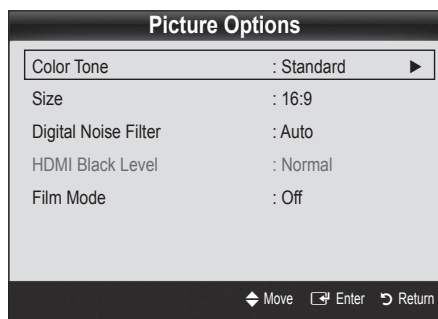 Picture Options
Color Tone : Standard ►
Size : 16:9
Digital Noise Filter : Auto
HDMI Black Level : Normal
Film Mode : Off
Move Enter Return